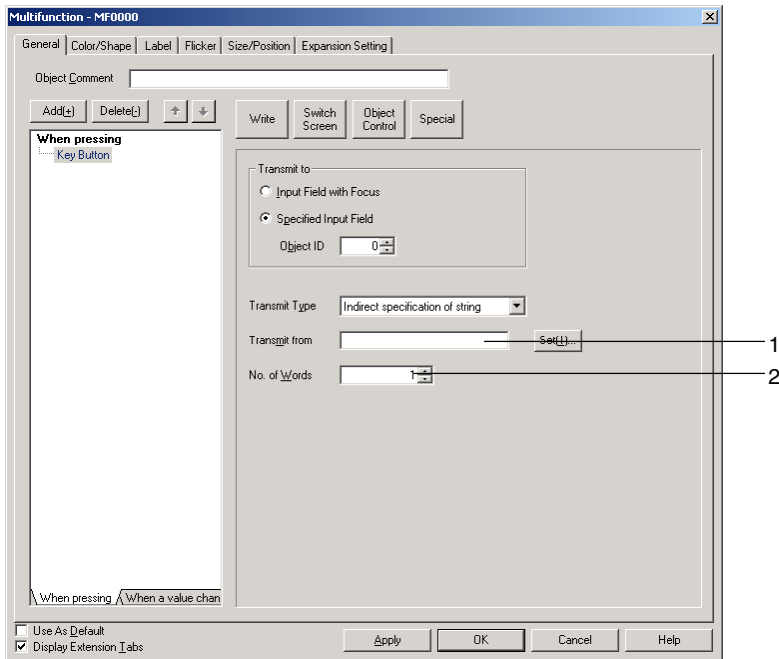 Multifunction - MF0000
General Color/Shape Label Flicker Size/Position Expansion Setting
Object Comment
Add(+) Delete(-)
When pressing
Key Button
When pressing When a value chan
Write
Switch
Screen
Object
Control
Special
Transmit to
Input Field with Focus
Specified Input Field
Object ID 0
Transmit Type Indirect specification of string
Transmit from Set(I)... 1
No. of Words 1 2
Use As Default
Display Extension Tabs
Apply OK Cancel Help